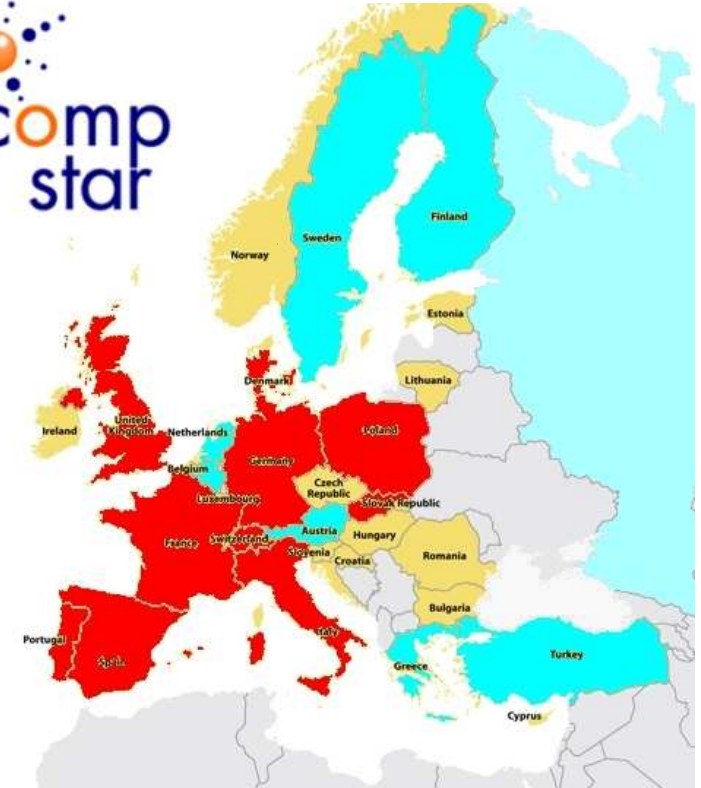 comp
star
Finland
Sweden
Norway
Estonia
Denmark
Lithuania
United
Kingdom
Ireland
Netherlands
Poland
Germany
Belgium
Czech
Republic
Luxembourg
Slovak Republic
Austria
France
Switzerland
Hungary
Slovenia
Croatia
Romania
Bulgaria
Portugal
Spain
Italy
Turkey
Greece
Cyprus